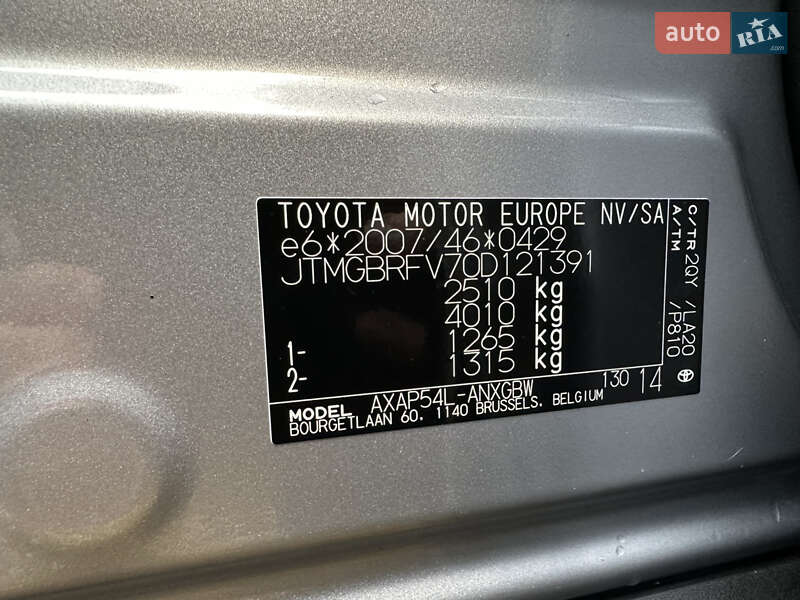 auto RIA.com
TOYOTA MOTOR EUROPE NV/SA
e6*2007/46*0429
JTMGBRFV70D121391
2510 kg
4010 kg
1- 1265 kg
2- 1315 kg
130 14
MODEL AXAP54L-ANXGBW
BOURGETLAAN 60. 1140 BRUSSELS. BELGIUM
C/TR 2QY /LA20
A/TM /P810